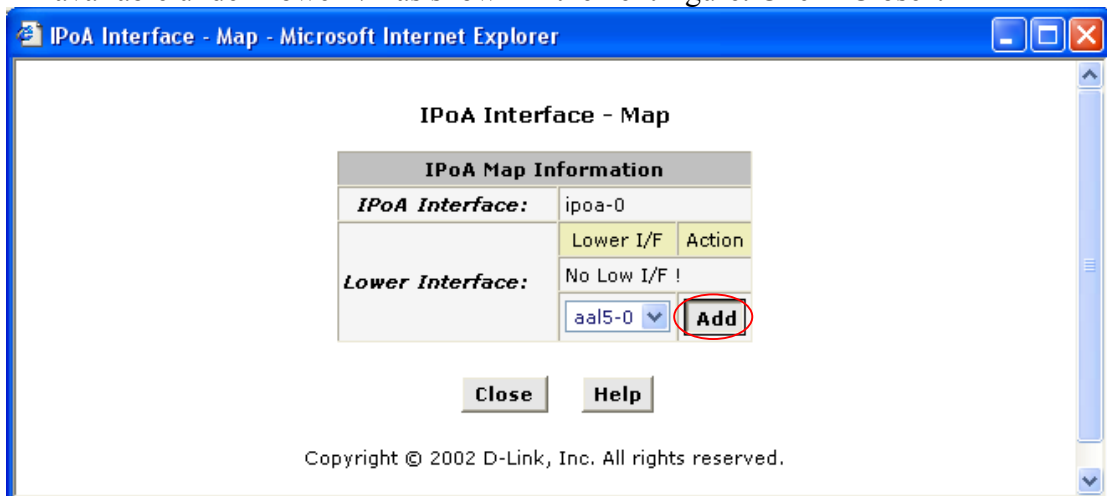 IPoA Interface - Map - Microsoft Internet Explorer
IPoA Interface - Map
IPoA Map Information
IPoA Interface: ipoa-0
Lower I/F Action
Lower Interface: No Low I/F !
aal5-0 Add
Close Help
Copyright © 2002 D-Link, Inc. All rights reserved.